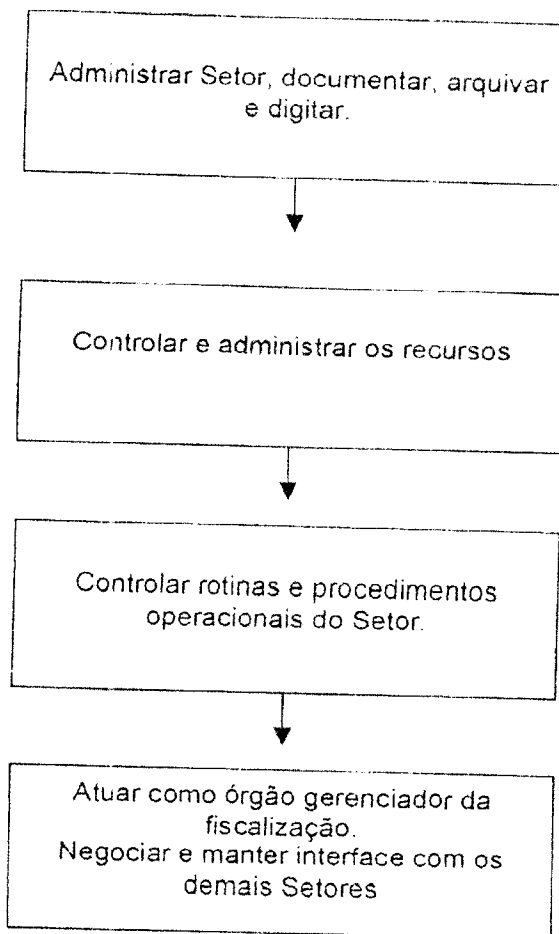 Administrar Setor, documentar, arquivar
e digitar.
Controlar e administrar os recursos
Controlar rotinas e procedimentos
operacionais do Setor.
Atuar como órgão gerenciador da
fiscalização.
Negociar e manter interface com os
demais Setores